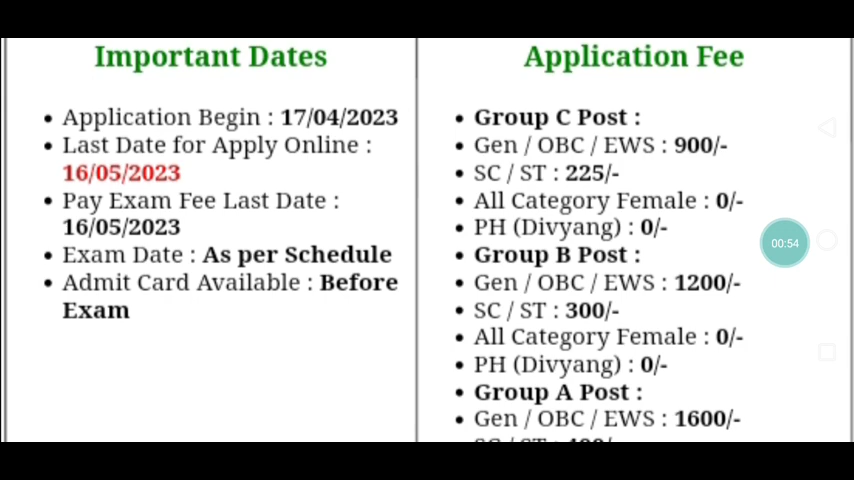 Important Dates
Application Begin : 17/04/2023
Last Date for Apply Online :
16/05/2023
Pay Exam Fee Last Date :
16/05/2023
Exam Date : As per Schedule
Admit Card Available : Before
Exam
Application Fee
Group C Post :
Gen / OBC / EWS : 900/-
SC / ST : 225/-
All Category Female : 0/-
PH (Divyang) : 0/-
Group B Post :
Gen / OBC / EWS : 1200/-
SC / ST : 300/-
All Category Female : 0/-
PH (Divyang) : 0/-
Group A Post :
Gen / OBC / EWS : 1600/-
00:54